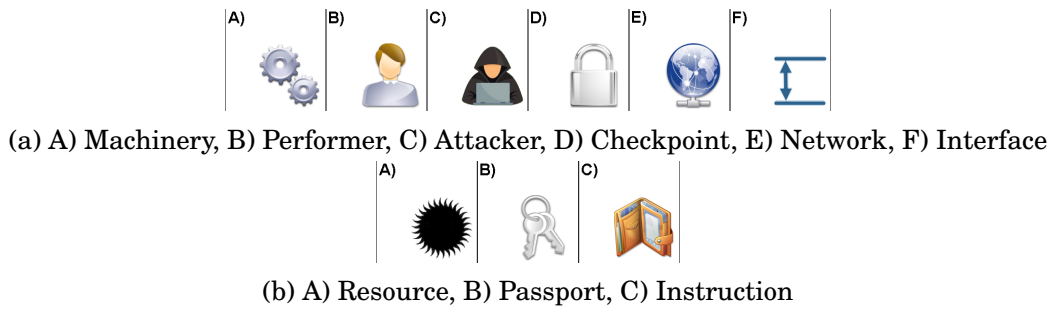 A) B) C) D) E) F)
(a) A) Machinery, B) Performer, C) Attacker, D) Checkpoint, E) Network, F) Interface
A) B) C)
(b) A) Resource, B) Passport, C) Instruction